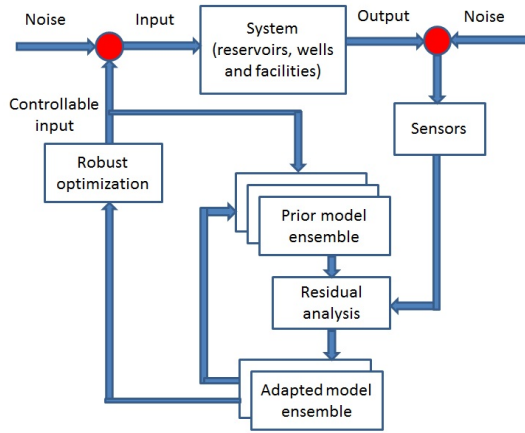 Noise
Input
System
(reservoirs, wells
and facilities)
Output
Noise
Controllable
input
Sensors
Robust
optimization
Prior model
ensemble
Residual
analysis
Adapted model
ensemble